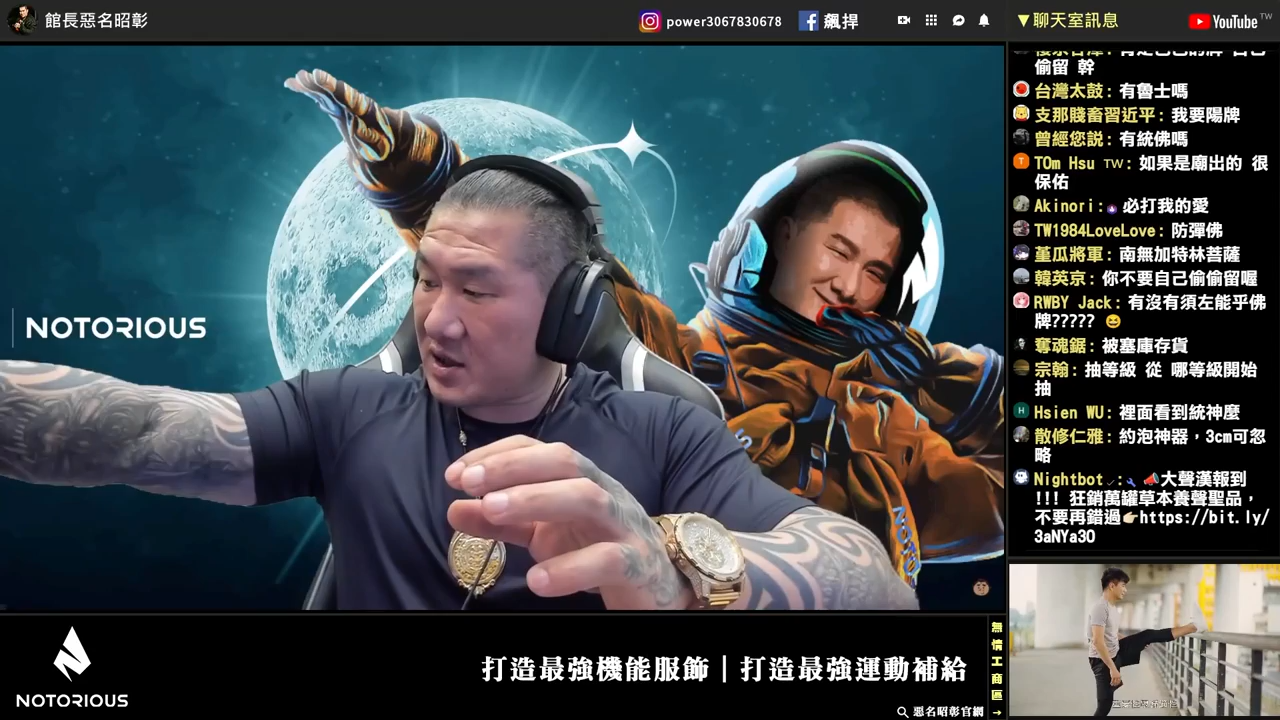 館長惡名昭彰
power3067830678
飆捍
▼聊天室訊息
YouTube TW
偷留 幹
台灣太鼓: 有魯士嗎
支那賤畜習近平: 我要陽牌
曾經您説: 有統佛嗎
TOm Hsu TW: 如果是廟出的 很
保佑
Akinori: 必打我的愛
TW1984LoveLove: 防彈佛
堇瓜將軍: 南無加特林菩薩
韓英京: 你不要自己偷偷留喔
RWBY Jack: 有沒有須左能乎佛
牌????? 😆
奪魂鋸: 被塞庫存貨
宗翰: 抽等級 從 哪等級開始
抽
H
Hsien WU: 裡面看到統神麼
散修仁雅: 約泡神器，3cm可忽
略
Nightbot✓:🔧 📣大聲漢報到
!!! 狂銷萬罐草本養聲聖品，
不要再錯過👉🏻https://bit.ly/
3aNYa3O
NOTORIOUS
NOTORIOUS
打造最強機能服飾｜打造最強運動補給
惡名昭彰官網
無情工商區→